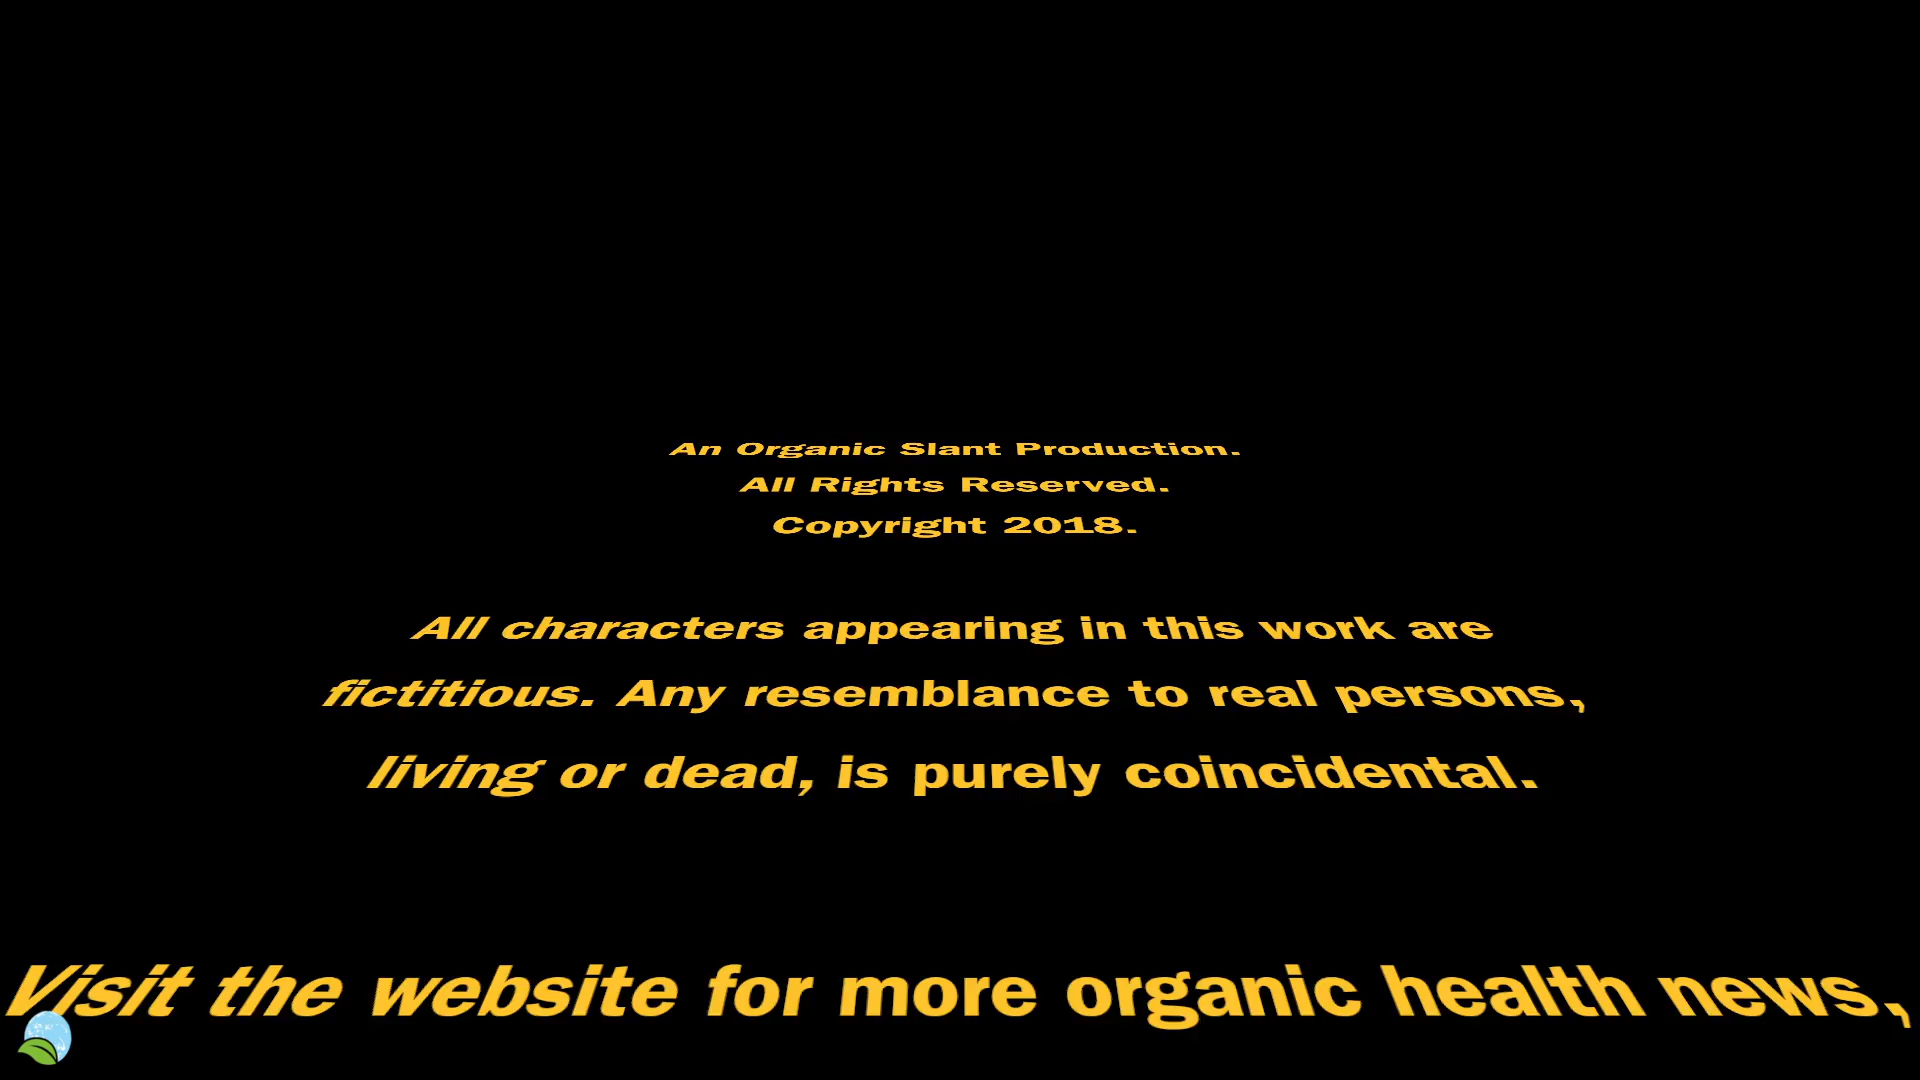 An Organic Slant Production.
All Rights Reserved.
Copyright 2018.
All characters appearing in this work are
fictitious. Any resemblance to real persons,
living or dead, is purely coincidental.
Visit the website for more organic health news,